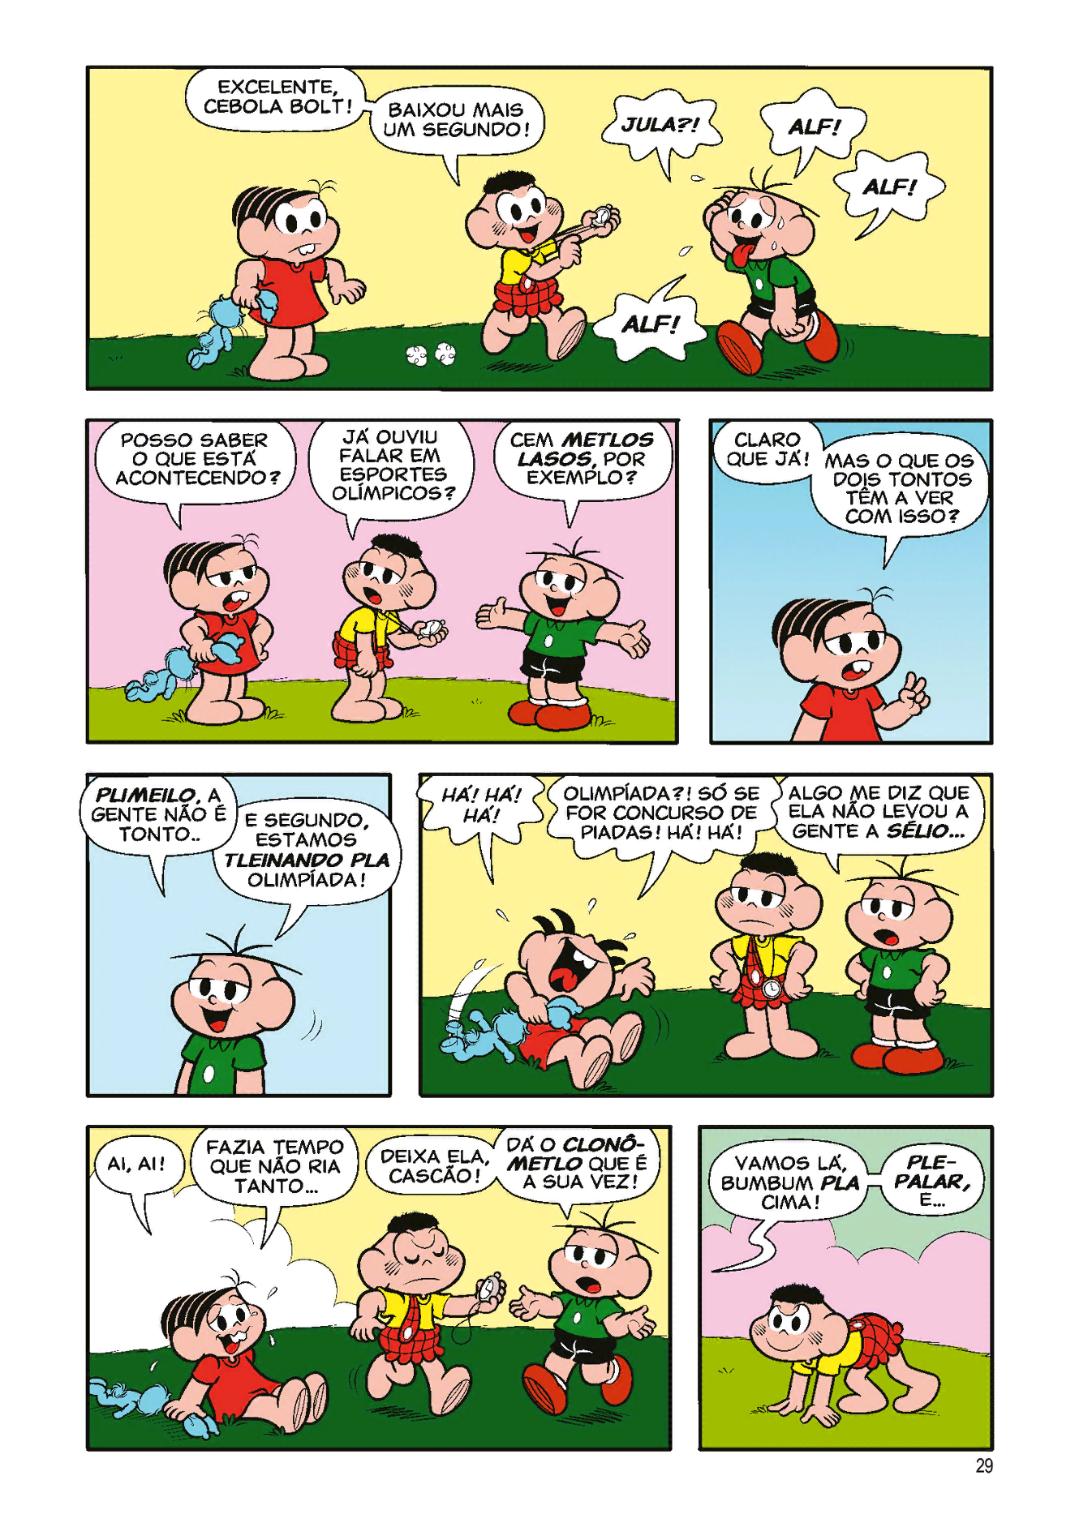 EXCELENTE,
CEBOLA BOLT!
BAIXOU MAIS
UM SEGUNDO!
JULA?!
ALF!
ALF!
ALF!
POSSO SABER
O QUE ESTÁ
ACONTECENDO?
JÁ OUVIU
FALAR EM
ESPORTES
OLÍMPICOS?
CEM METLOS
LASOS, POR
EXEMPLO?
CLARO
QUE JÁ!
MAS O QUE OS
DOIS TONTOS
TÊM A VER
COM ISSO?
PLIMEILO, A
GENTE NÃO É
TONTO..
E SEGUNDO,
ESTAMOS
TLEINANDO PLA
OLIMPÍADA!
HÁ! HÁ!
HÁ!
OLIMPÍADA?! SÓ SE
FOR CONCURSO DE
PIADAS! HÁ! HÁ!
ALGO ME DIZ QUE
ELA NÃO LEVOU A
GENTE A SÉLIO...
AI, AI!
FAZIA TEMPO
QUE NÃO RIA
TANTO...
DEIXA ELA,
CASCÃO!
DÁ O CLONÔ-
METLO QUE É
A SUA VEZ!
VAMOS LÁ,
BUMBUM PLA
CIMA!
PLE-
PALAR,
E...
29